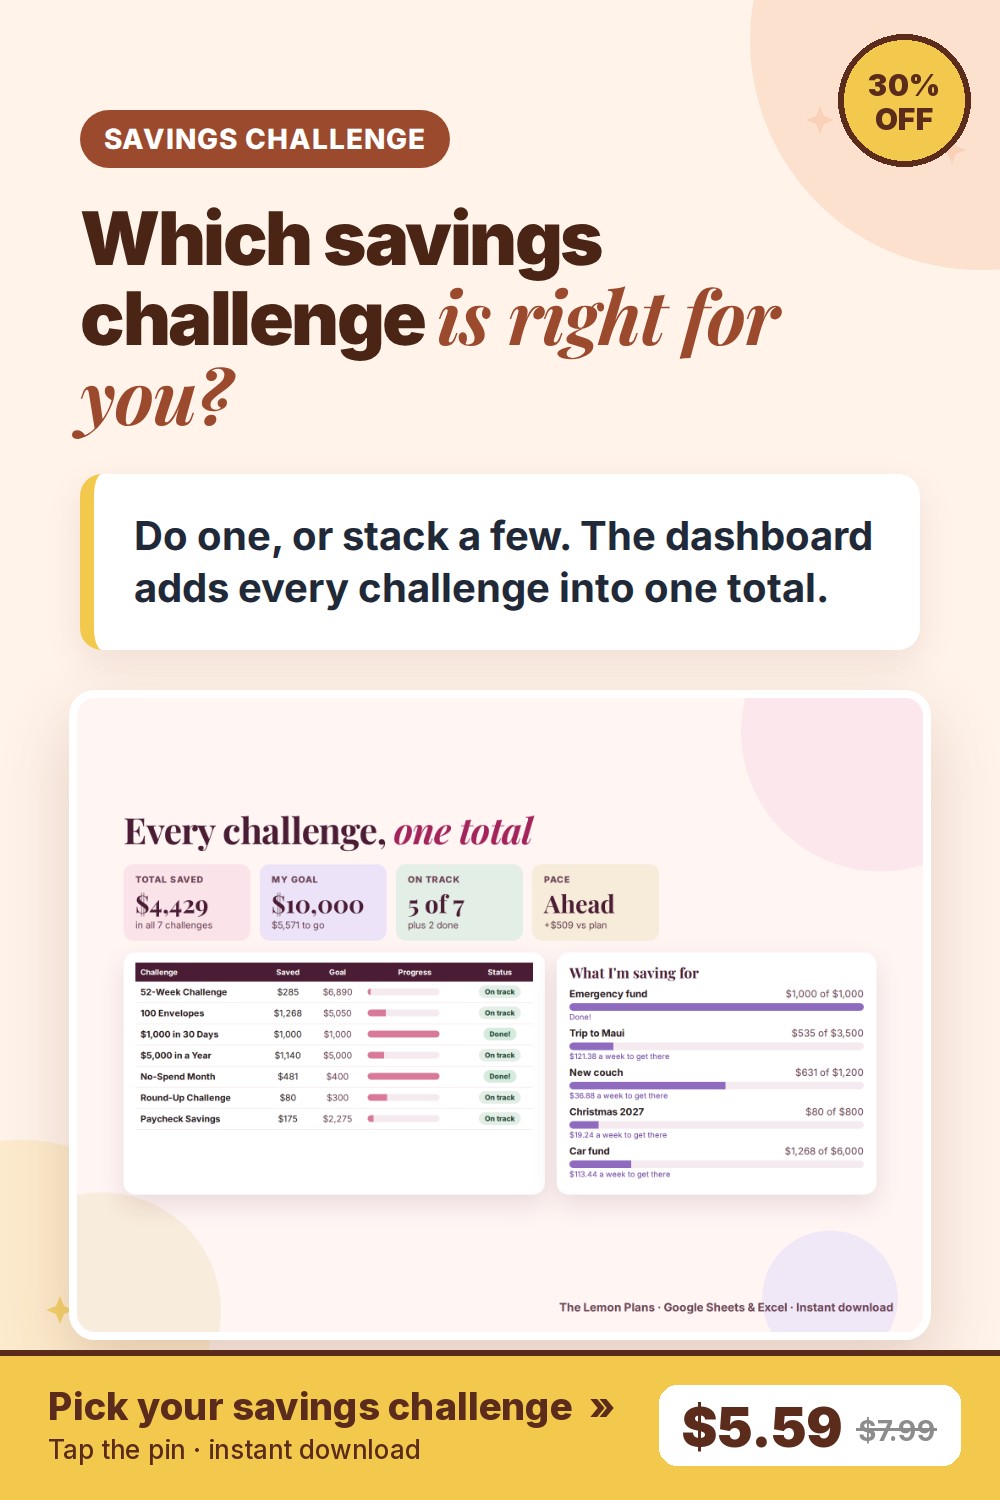 30%
OFF
SAVINGS CHALLENGE
Which savings
challenge is right for
you?
Do one, or stack a few. The dashboard
adds every challenge into one total.
Every challenge, one total
TOTAL SAVED
$4,429
in all 7 challenges
MY GOAL
$10,000
$5,571 to go
ON TRACK
5 of 7
plus 2 done
PACE
Ahead
+$509 vs plan
Challenge Saved Goal Progress Status
52-Week Challenge $285 $6,890 On track
100 Envelopes $1,268 $5,050 On track
$1,000 in 30 Days $1,000 $1,000 Done!
$5,000 in a Year $1,140 $5,000 On track
No-Spend Month $481 $400 Done!
Round-Up Challenge $80 $300 On track
Paycheck Savings $175 $2,275 On track
What I'm saving for
Emergency fund $1,000 of $1,000
Done!
Trip to Maui $535 of $3,500
$121.38 a week to get there
New couch $631 of $1,200
$36.88 a week to get there
Christmas 2027 $80 of $800
$19.24 a week to get there
Car fund $1,268 of $6,000
$113.44 a week to get there
The Lemon Plans · Google Sheets & Excel · Instant download
Pick your savings challenge »
Tap the pin · instant download
$5.59 $7.99